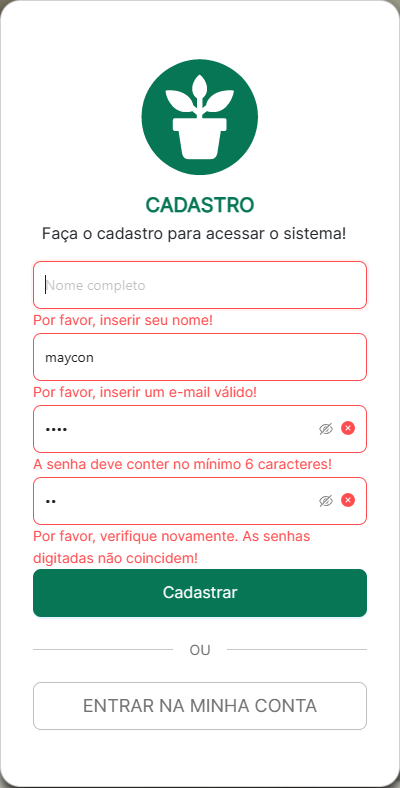 CADASTRO
Faça o cadastro para acessar o sistema!
Nome completo
Por favor, inserir seu nome!
maycon
Por favor, inserir um e-mail válido!
••••
A senha deve conter no mínimo 6 caracteres!
••
Por favor, verifique novamente. As senhas
digitadas não coincidem!
Cadastrar
OU
ENTRAR NA MINHA CONTA